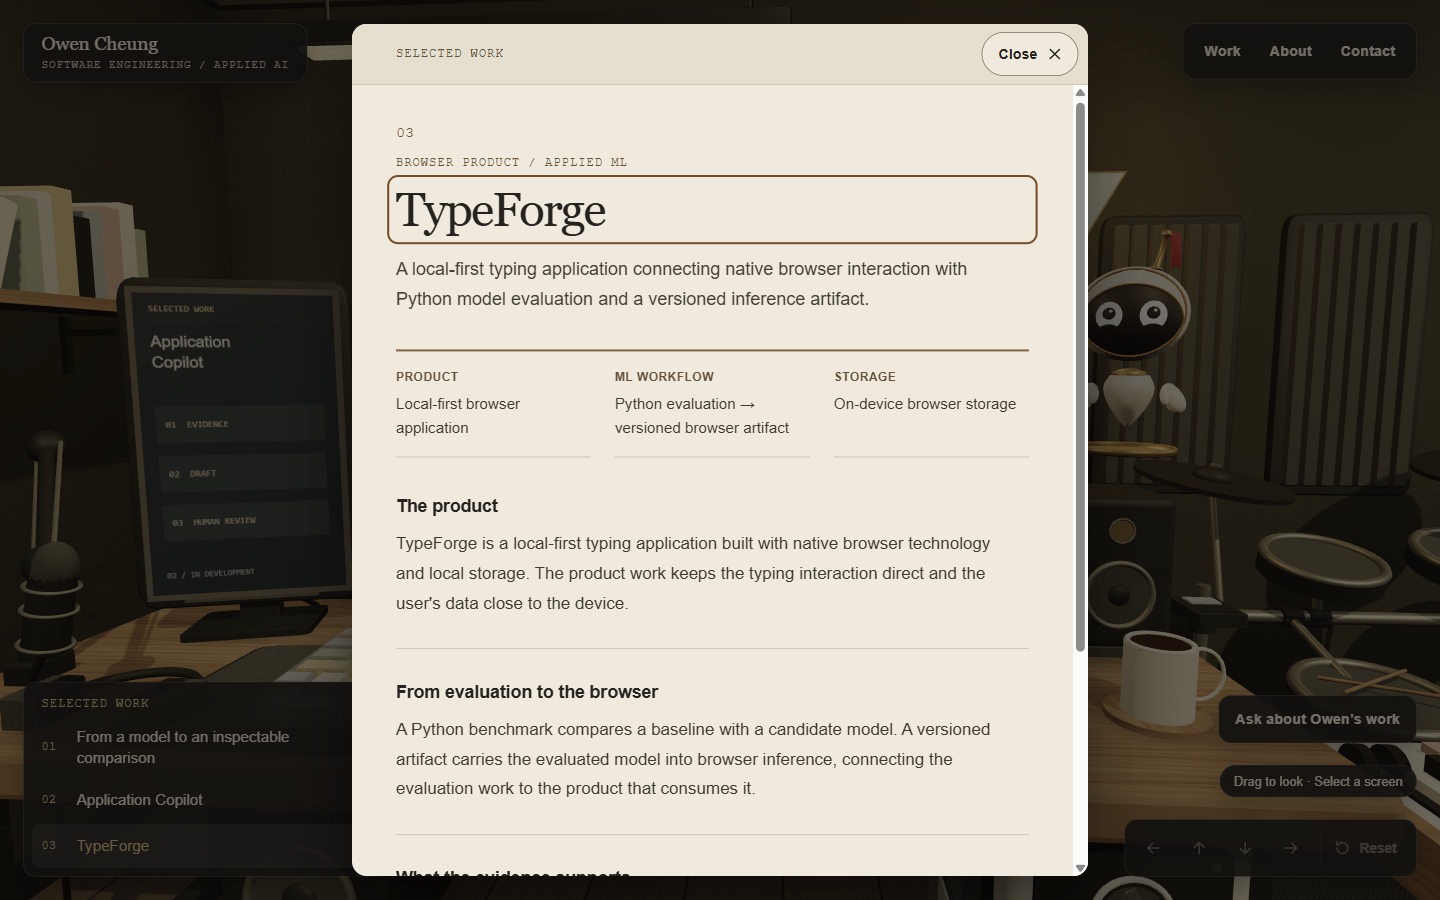 Owen Cheung
SOFTWARE ENGINEERING / APPLIED AI
SELECTED WORK
Close
Work
About
Contact
03
BROWSER PRODUCT / APPLIED ML
TypeForge
A local-first typing application connecting native browser interaction with
Python model evaluation and a versioned inference artifact.
PRODUCT
Local-first browser
application
ML WORKFLOW
Python evaluation →
versioned browser artifact
STORAGE
On-device browser storage
The product
TypeForge is a local-first typing application built with native browser technology
and local storage. The product work keeps the typing interaction direct and the
user's data close to the device.
From evaluation to the browser
A Python benchmark compares a baseline with a candidate model. A versioned
artifact carries the evaluated model into browser inference, connecting the
evaluation work to the product that consumes it.
What the evidence supports
SELECTED WORK
Application
Copilot
01 EVIDENCE
02 DRAFT
03 HUMAN REVIEW
02 / IN DEVELOPMENT
SELECTED WORK
01 From a model to an inspectable
comparison
02 Application Copilot
03 TypeForge
Ask about Owen's work
Drag to look · Select a screen
← ↑ ↓ → Reset